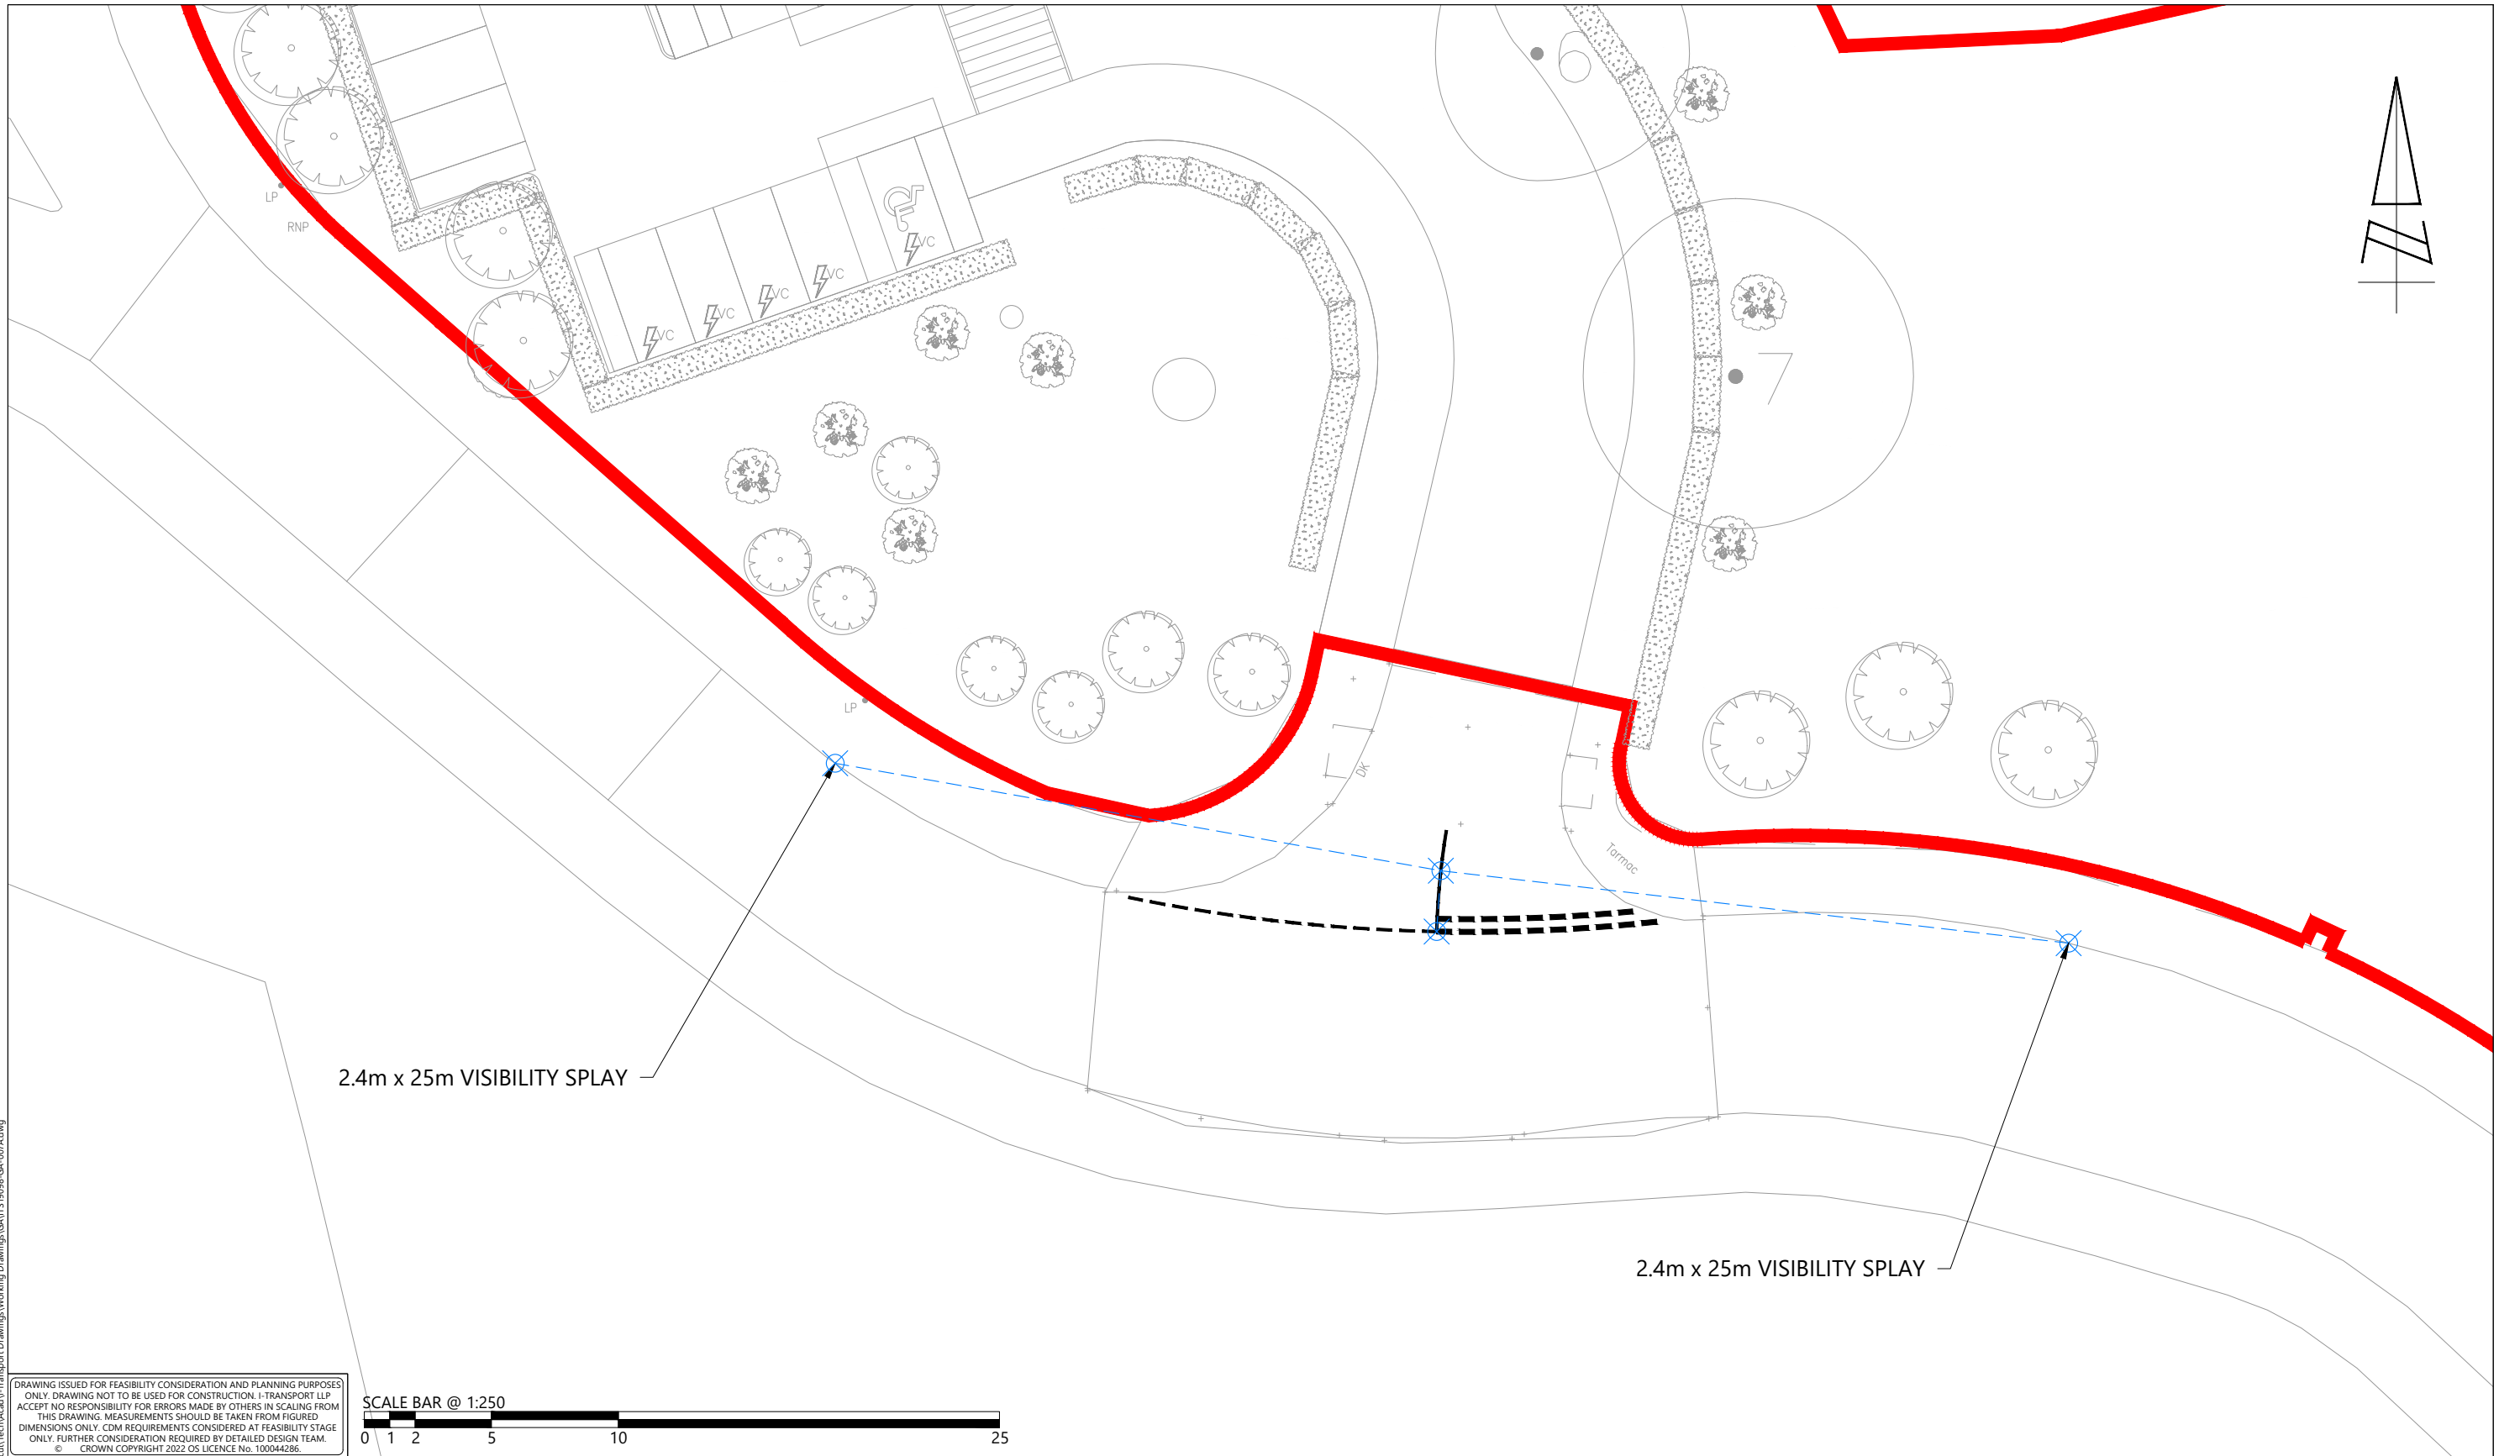 LP
RNP
VC
VC
VC
VC
VC
7
LP
DK
Tarmac
2.4m x 25m VISIBILITY SPLAY
2.4m x 25m VISIBILITY SPLAY
DRAWING ISSUED FOR FEASIBILITY CONSIDERATION AND PLANNING PURPOSES
ONLY. DRAWING NOT TO BE USED FOR CONSTRUCTION. I-TRANSPORT LLP
ACCEPT NO RESPONSIBILITY FOR ERRORS MADE BY OTHERS IN SCALING FROM
THIS DRAWING. MEASUREMENTS SHOULD BE TAKEN FROM FIGURED
DIMENSIONS ONLY. CDM REQUIREMENTS CONSIDERED AT FEASIBILITY STAGE
ONLY. FURTHER CONSIDERATION REQUIRED BY DETAILED DESIGN TEAM.
© CROWN COPYRIGHT 2022 OS LICENCE No. 100044286.
SCALE BAR @ 1:250
0 1 2 5 10 25